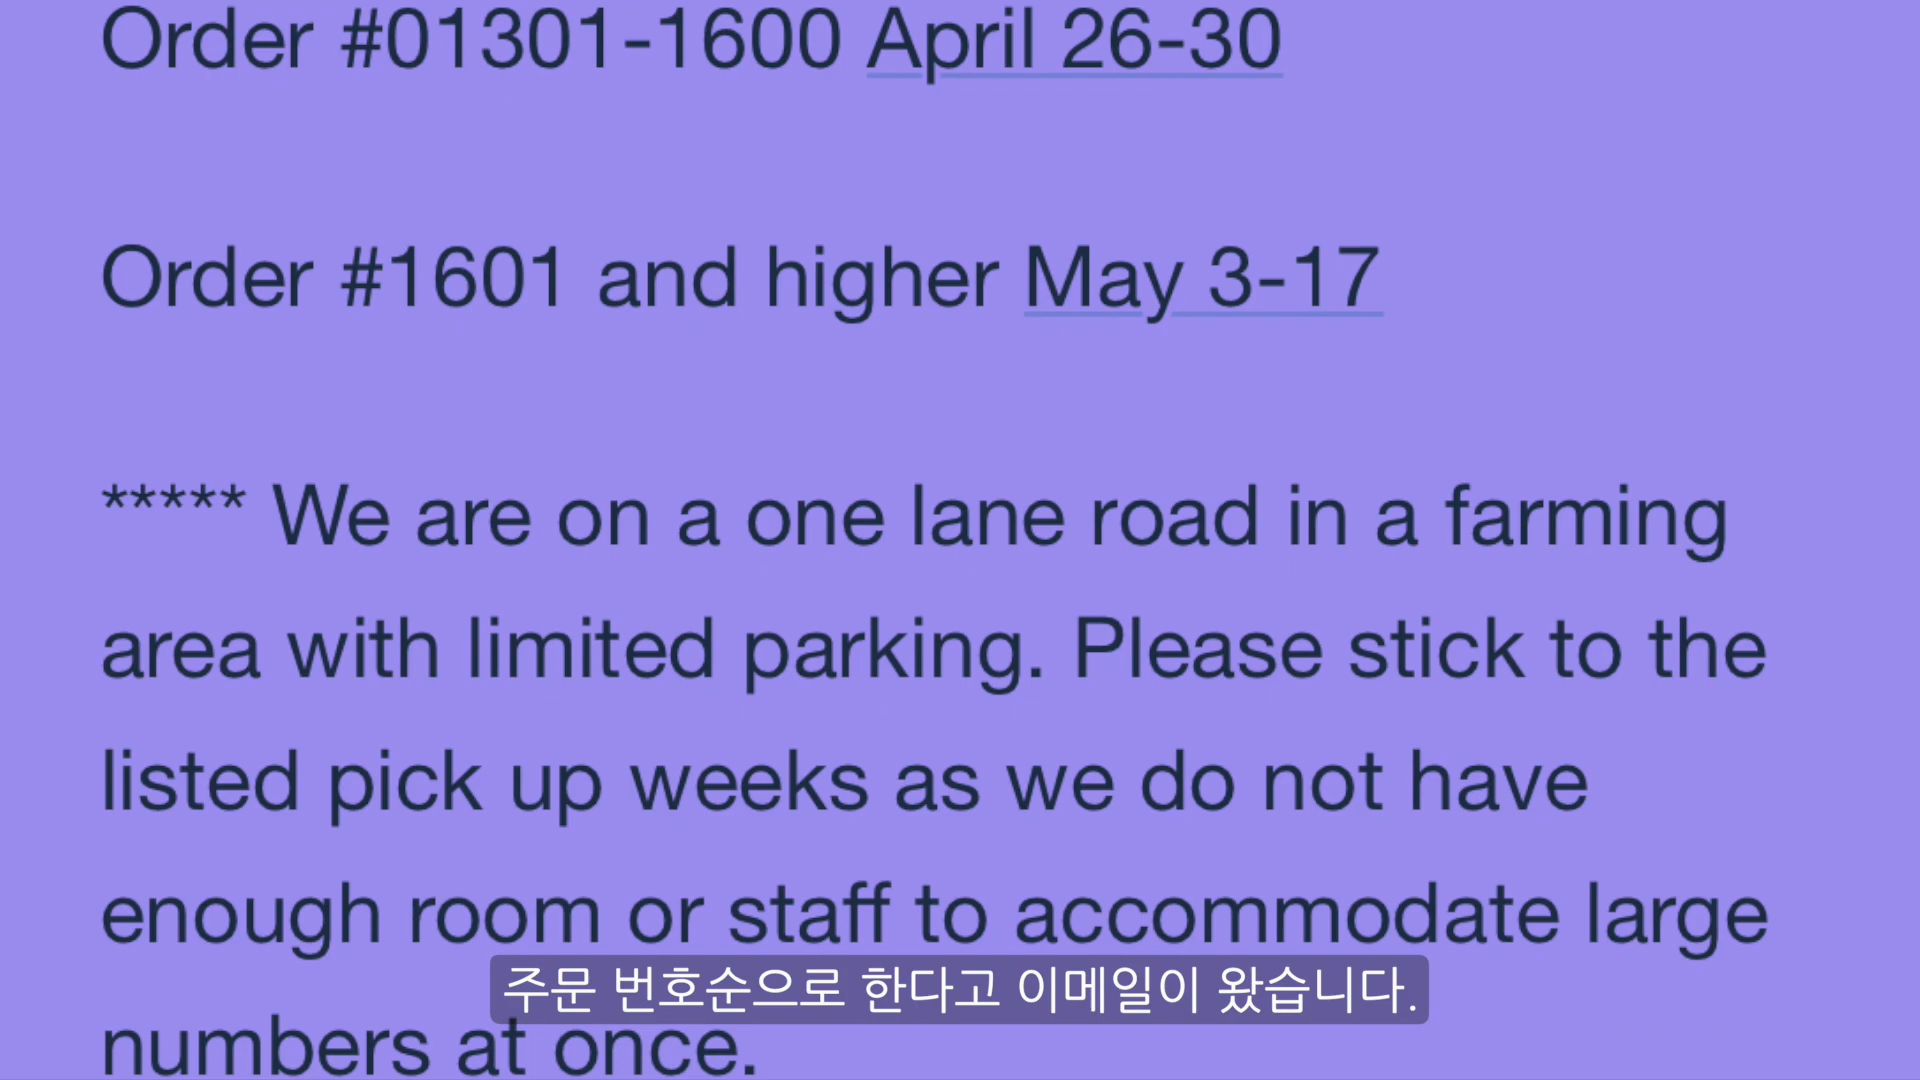 Order #01301-1600 April 26-30
Order #1601 and higher May 3-17
***** We are on a one lane road in a farming
area with limited parking. Please stick to the
listed pick up weeks as we do not have
enough room or staff to accommodate large
주문 번호순으로 한다고 이메일이 왔습니다.
numbers at once.